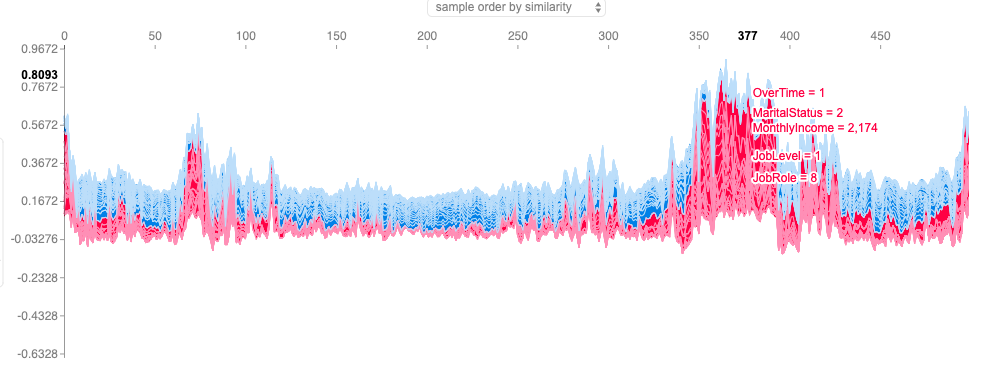 sample order by similarity
0 50 100 150 200 250 300 350 377 400 450
0.9672
0.8093
0.7672
OverTime = 1
MaritalStatus = 2
0.5672
MonthlyIncome = 2,174
JobLevel = 1
0.3672
JobRole = 8
0.1672
-0.03276
-0.2328
-0.4328
-0.6328